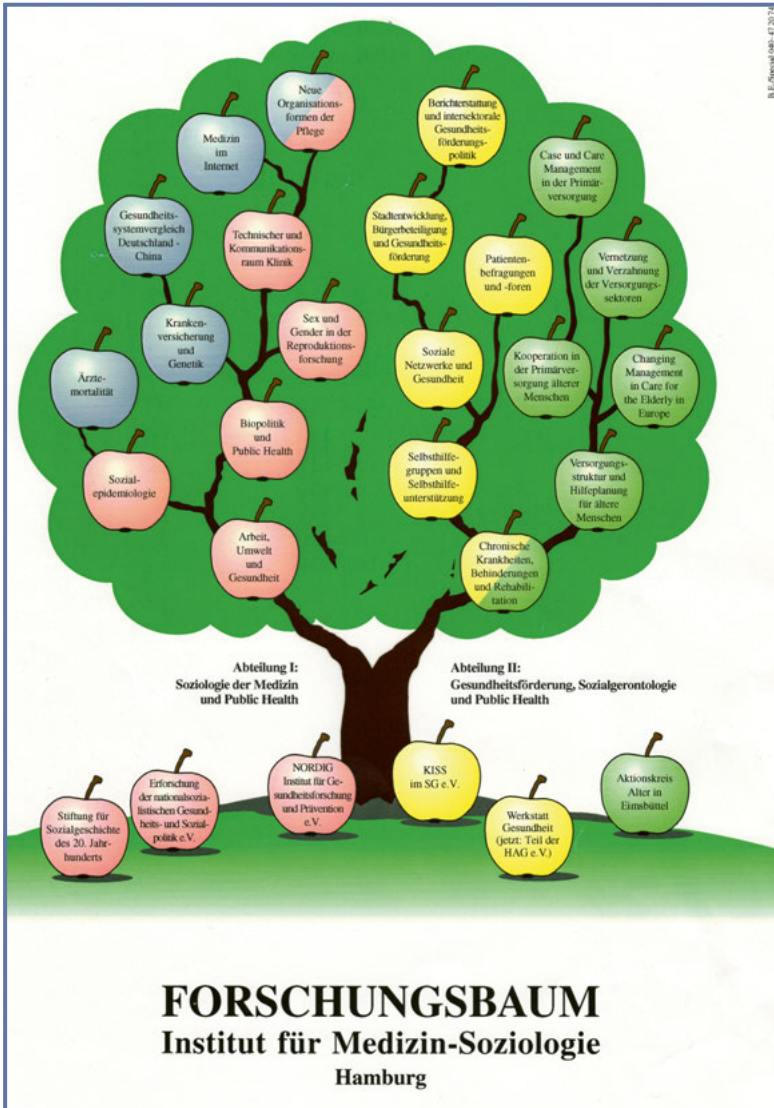 B.E./Special 040-47 20 74
Neue
Organisations-
formen der
Pflege
Medizin
im
Internet
Gesundheits-
systemvergleich
Deutschland -
China
Technischer und
Kommunikations-
raum Klinik
Kranken-
versicherung
und
Genetik
Sex und
Gender in der
Reproduktions-
forschung
Ärzte-
mortalität
Biopolitik
und
Public Health
Sozial-
epidemiologie
Arbeit,
Umwelt
und
Gesundheit
Berichterstattung
und intersektorale
Gesundheits-
förderungs-
politik
Case und Care
Management
in der Primär-
versorgung
Stadtentwicklung,
Bürgerbeteiligung
und Gesundheits-
förderung
Patienten-
befragungen
und -foren
Vernetzung
und Verzahnung
der Versorgungs-
sektoren
Soziale
Netzwerke und
Gesundheit
Kooperation in
der Primärver-
sorgung älterer
Menschen
Changing
Management
in Care for
the Elderly in
Europe
Selbsthilfe-
gruppen und
Selbsthilfe-
unterstützung
Versorgungs-
struktur und
Hilfeplanung
für ältere
Menschen
Chronische
Krankheiten,
Behinderungen
und Rehabili-
tation
Abteilung I:
Soziologie der Medizin
und Public Health
Abteilung II:
Gesundheitsförderung, Sozialgerontologie
und Public Health
Stiftung für
Sozialgeschichte
des 20. Jahr-
hunderts
Erforschung
der nationalsozia-
listischen Gesund-
heits- und Sozial-
politik e.V.
NORDIG
Institut für Ge-
sundheitsforschung
und Prävention
e.V.
KISS
im SG e.V.
Werkstatt
Gesundheit
(jetzt: Teil der
HAG e.V.)
Aktionskreis
Alter in
Eimsbüttel
FORSCHUNGSBAUM
Institut für Medizin-Soziologie
Hamburg